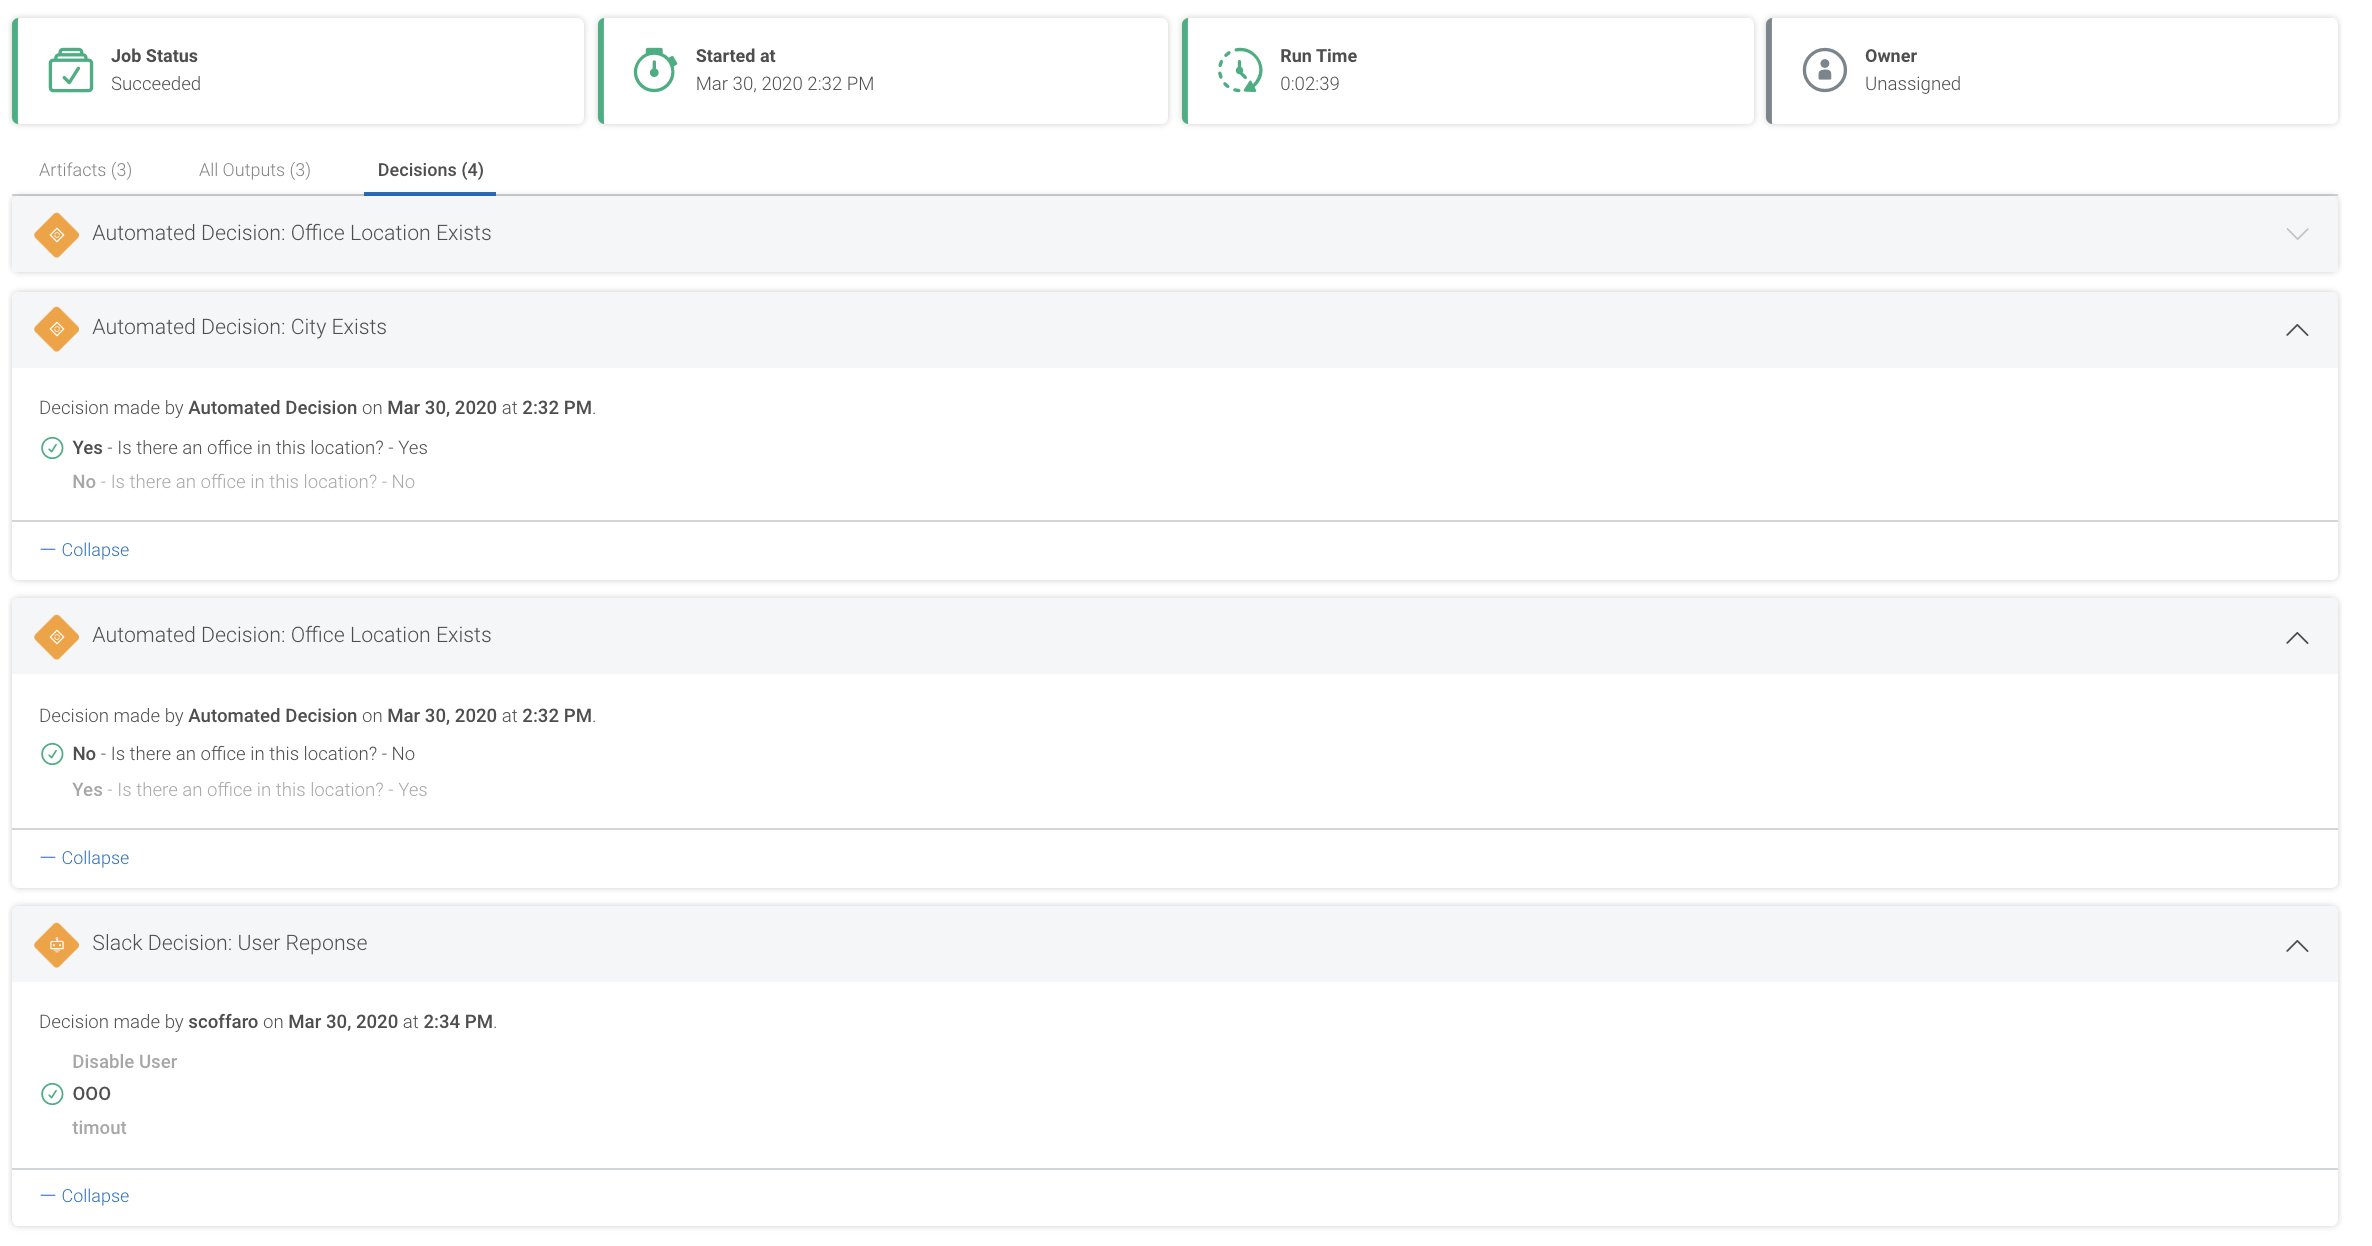 Job Status
Succeeded
Started at
Mar 30, 2020 2:32 PM
Run Time
0:02:39
Owner
Unassigned
Artifacts (3)
All Outputs (3)
Decisions (4)
Automated Decision: Office Location Exists
Automated Decision: City Exists
Decision made by Automated Decision on Mar 30, 2020 at 2:32 PM.
Yes - Is there an office in this location? - Yes
No - Is there an office in this location? - No
— Collapse
Automated Decision: Office Location Exists
Decision made by Automated Decision on Mar 30, 2020 at 2:32 PM.
No - Is there an office in this location? - No
Yes - Is there an office in this location? - Yes
— Collapse
Slack Decision: User Reponse
Decision made by scoffaro on Mar 30, 2020 at 2:34 PM.
Disable User
OOO
timout
— Collapse